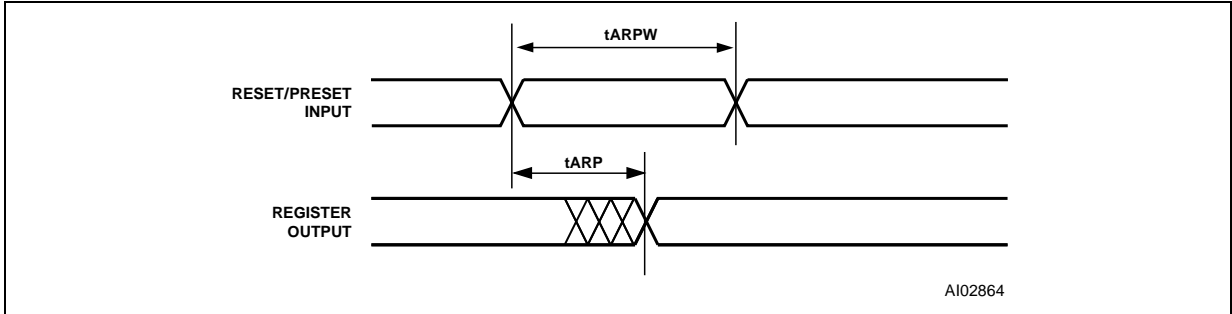 tARPW
RESET/PRESET
INPUT
tARP
REGISTER
OUTPUT
AI02864